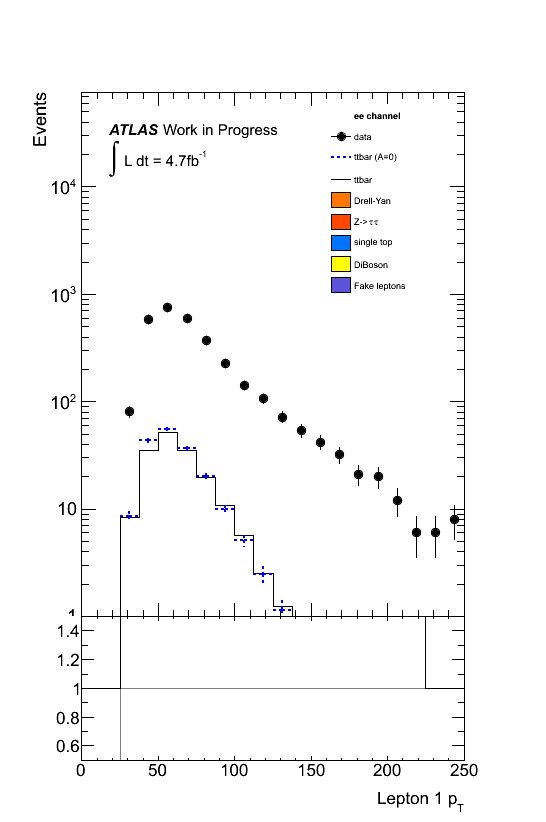 Events
ATLAS Work in Progress
∫ L dt = 4.7fb⁻¹
ee channel
data
ttbar (A=0)
ttbar
Drell-Yan
Z->ττ
single top
DiBoson
Fake leptons
10⁴
10³
10²
10
1
1.4
1.2
1
0.8
0.6
0 50 100 150 200 250
Lepton 1 p_T